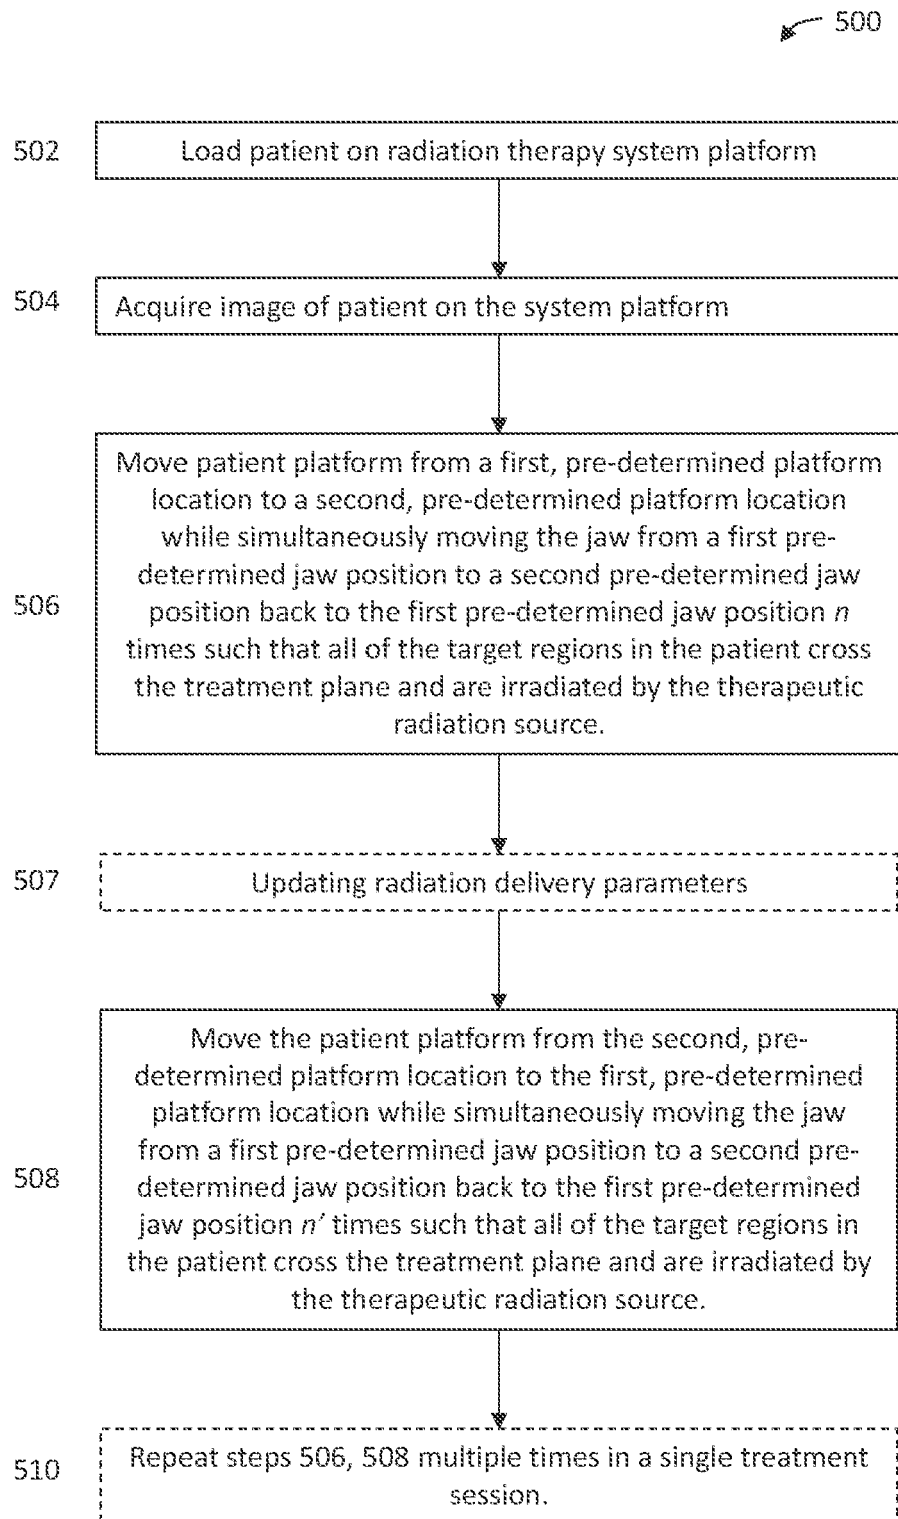 500
502
Load patient on radiation therapy system platform
504
Acquire image of patient on the system platform
506
Move patient platform from a first, pre-determined platform
location to a second, pre-determined platform location
while simultaneously moving the jaw from a first pre-
determined jaw position to a second pre-determined jaw
position back to the first pre-determined jaw position n
times such that all of the target regions in the patient cross
the treatment plane and are irradiated by the therapeutic
radiation source.
507
Updating radiation delivery parameters
508
Move the patient platform from the second, pre-
determined platform location to the first, pre-determined
platform location while simultaneously moving the jaw
from a first pre-determined jaw position to a second pre-
determined jaw position back to the first pre-determined
jaw position n' times such that all of the target regions in
the patient cross the treatment plane and are irradiated by
the therapeutic radiation source.
510
Repeat steps 506, 508 multiple times in a single treatment
session.